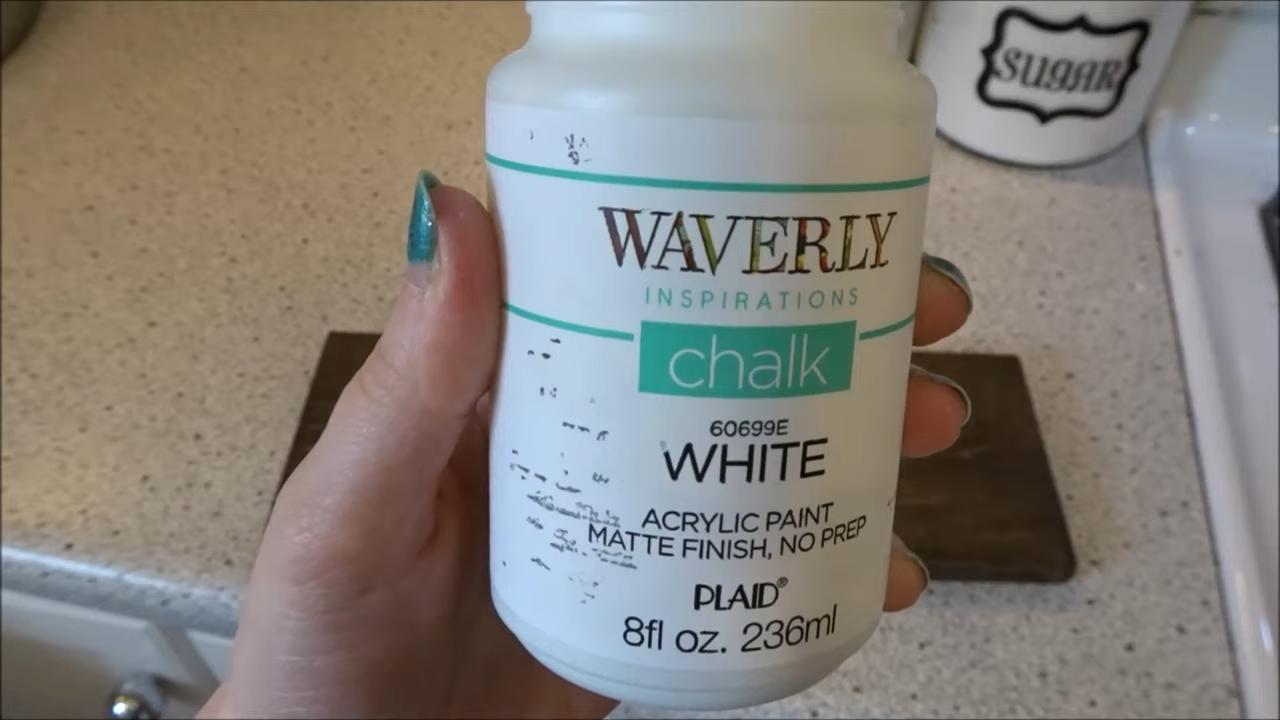 SUGAR
WAVERLY
INSPIRATIONS
chalk
60699E
WHITE
ACRYLIC PAINT
MATTE FINISH, NO PREP
PLAID®
8fl oz. 236ml